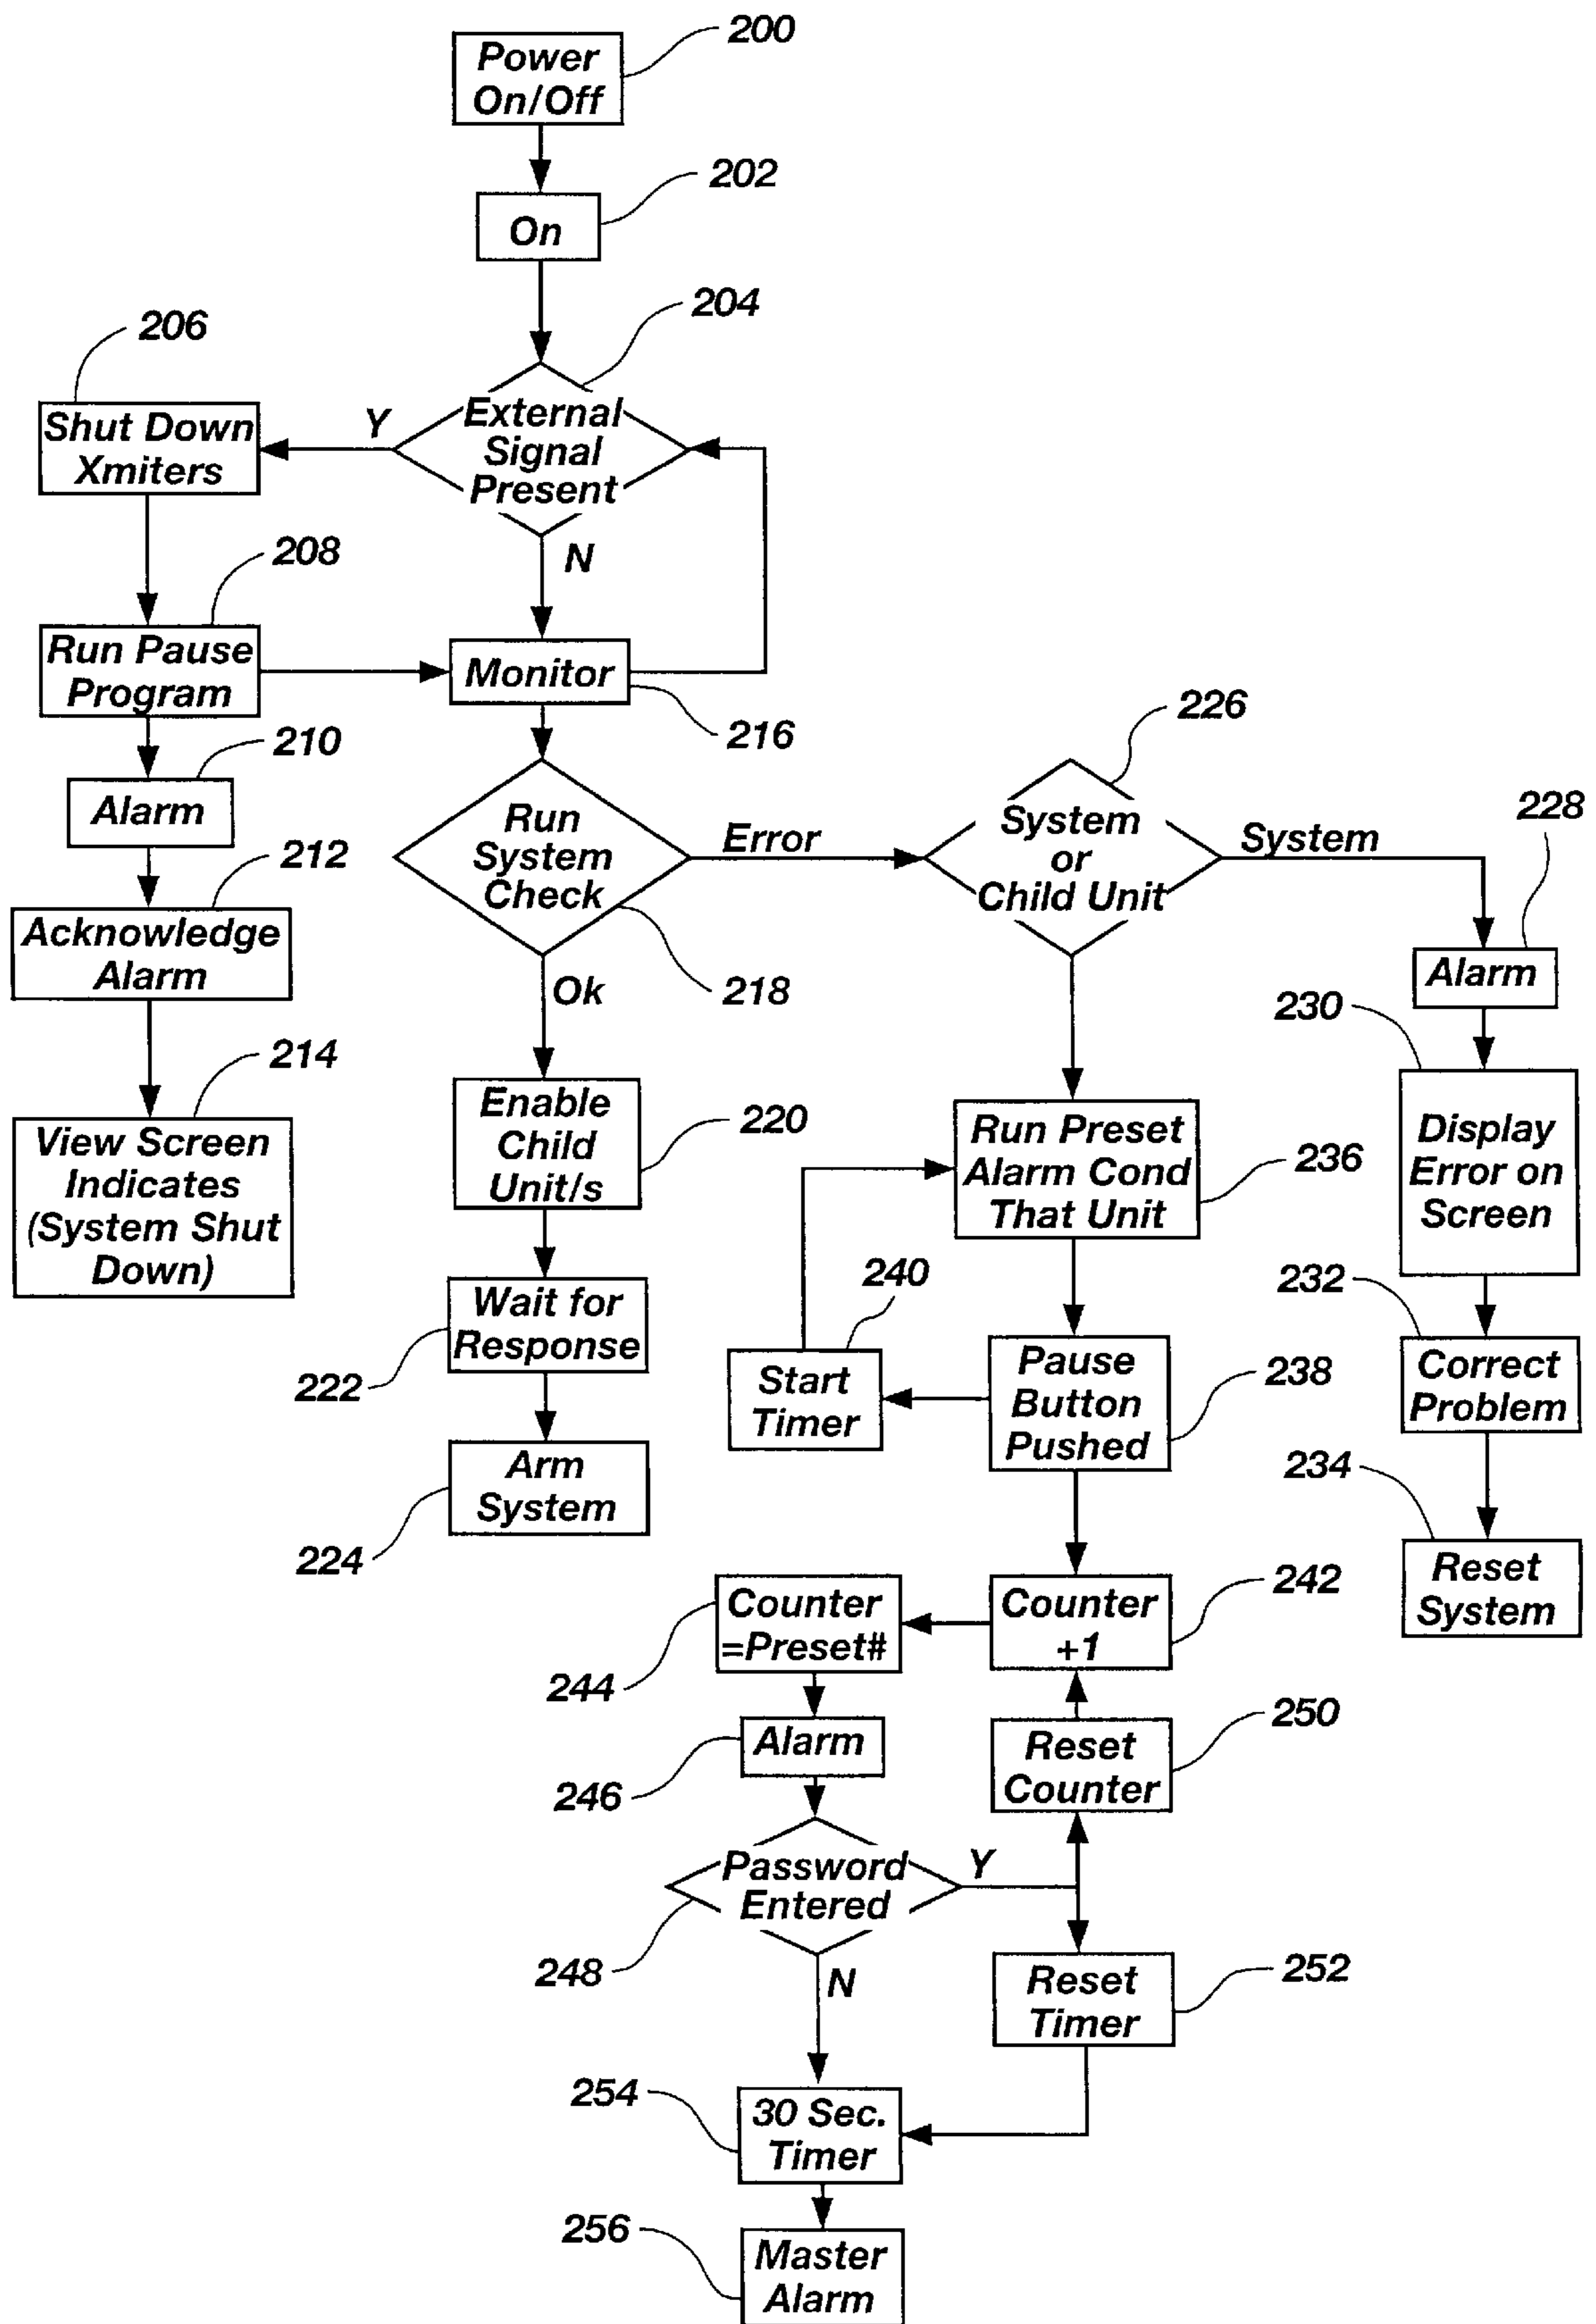 200
Power
On/Off
202
On
204
206
External
Signal
Present
Y
Shut Down
Xmiters
N
208
Run Pause
Program
Monitor
216
210
Alarm
212
Acknowledge
Alarm
214
View Screen
Indicates
(System Shut
Down)
Run
System
Check
218
Error
Ok
Enable
Child
Unit/s
220
Wait for
Response
222
Arm
System
224
226
System
or
Child Unit
System
228
Alarm
230
Display
Error on
Screen
232
Correct
Problem
234
Reset
System
Run Preset
Alarm Cond
That Unit
236
240
Start
Timer
Pause
Button
Pushed
238
Counter
+1
242
Counter
=Preset#
244
Alarm
246
Reset
Counter
250
Password
Entered
248
Y
N
Reset
Timer
252
254
30 Sec.
Timer
256
Master
Alarm